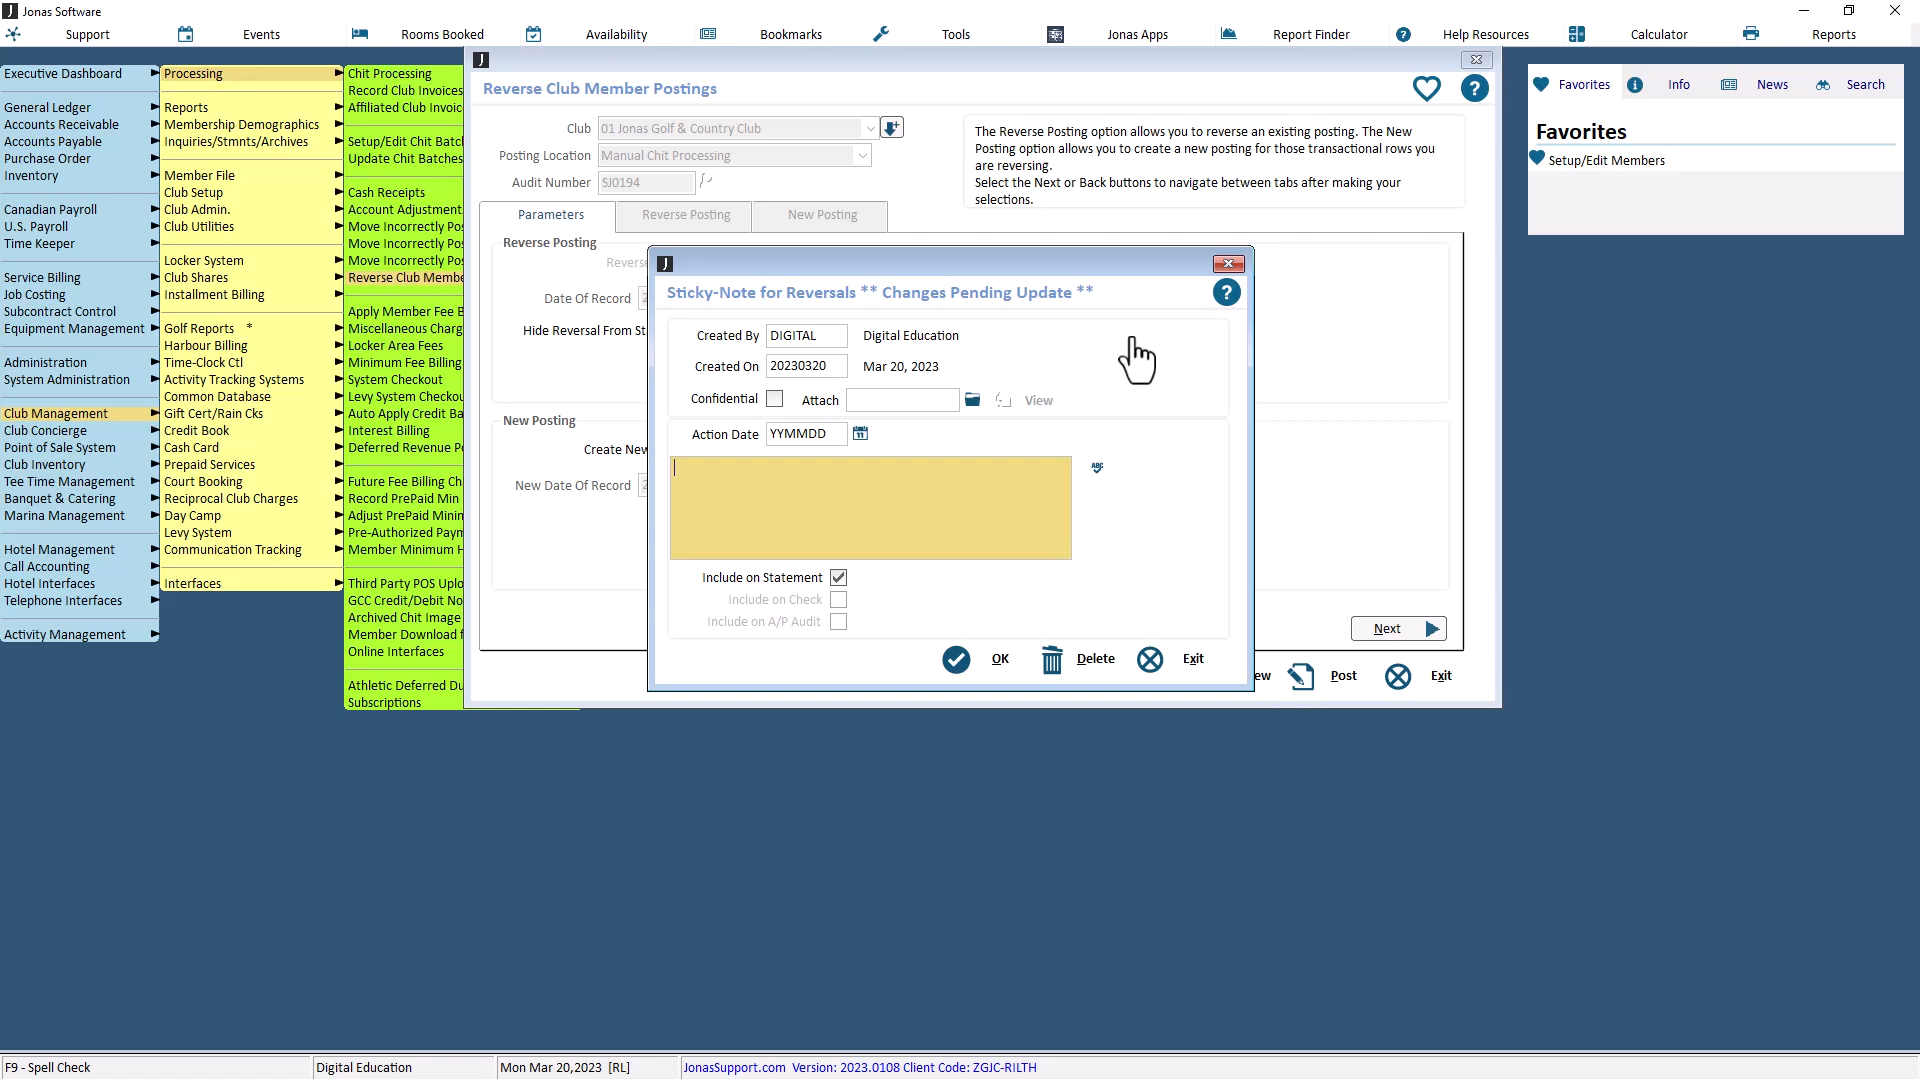 Jonas Software
Support
Events
Rooms Booked
Availability
Bookmarks
Tools
Jonas Apps
Report Finder
Help Resources
Calculator
Reports
Executive Dashboard
General Ledger
Accounts Receivable
Accounts Payable
Purchase Order
Inventory
Canadian Payroll
U.S. Payroll
Time Keeper
Service Billing
Job Costing
Subcontract Control
Equipment Management
Administration
System Administration
Club Management
Club Concierge
Point of Sale System
Club Inventory
Tee Time Management
Banquet & Catering
Marina Management
Hotel Management
Call Accounting
Hotel Interfaces
Telephone Interfaces
Activity Management
Processing
Reports
Membership Demographics
Inquiries/Stmnts/Archives
Member File
Club Setup
Club Admin.
Club Utilities
Locker System
Club Shares
Installment Billing
Golf Reports *
Harbour Billing
Time-Clock Ctl
Activity Tracking Systems
Common Database
Gift Cert/Rain Cks
Credit Book
Cash Card
Prepaid Services
Court Booking
Reciprocal Club Charges
Day Camp
Levy System
Communication Tracking
Interfaces
Chit Processing
Record Club Invoices
Affiliated Club Invoic
Setup/Edit Chit Batc
Update Chit Batches
Cash Receipts
Account Adjustment
Move Incorrectly Po
Move Incorrectly Po
Move Incorrectly Po
Reverse Club Membe
Apply Member Fee B
Miscellaneous Charg
Locker Area Fees
Minimum Fee Billing
System Checkout
Levy System Checkou
Auto Apply Credit Ba
Interest Billing
Deferred Revenue P
Future Fee Billing Ch
Record PrePaid Min
Adjust PrePaid Minin
Pre-Authorized Payn
Member Minimum H
Third Party POS Uplo
GCC Credit/Debit No
Archived Chit Image
Member Download f
Online Interfaces
Athletic Deferred Du
Subscriptions
Reverse Club Member Postings
Club 01 Jonas Golf & Country Club
Posting Location Manual Chit Processing
Audit Number SJ0194
The Reverse Posting option allows you to reverse an existing posting. The New
Posting option allows you to create a new posting for those transactional rows you
are reversing.
Select the Next or Back buttons to navigate between tabs after making your
selections.
Parameters
Reverse Posting
New Posting
Reverse Posting
Revers
Date Of Record 2
Hide Reversal From St
New Posting
Create New
New Date Of Record 2
Next
ew
Post
Exit
Sticky-Note for Reversals ** Changes Pending Update **
Created By DIGITAL Digital Education
Created On 20230320 Mar 20, 2023
Confidential Attach View
Action Date YYMMDD
ABC
Include on Statement
Include on Check
Include on A/P Audit
OK
Delete
Exit
Favorites
Info
News
Search
Favorites
Setup/Edit Members
F9 - Spell Check
Digital Education
Mon Mar 20,2023 [RL]
JonasSupport.com Version: 2023.0108 Client Code: ZGJC-RILTH